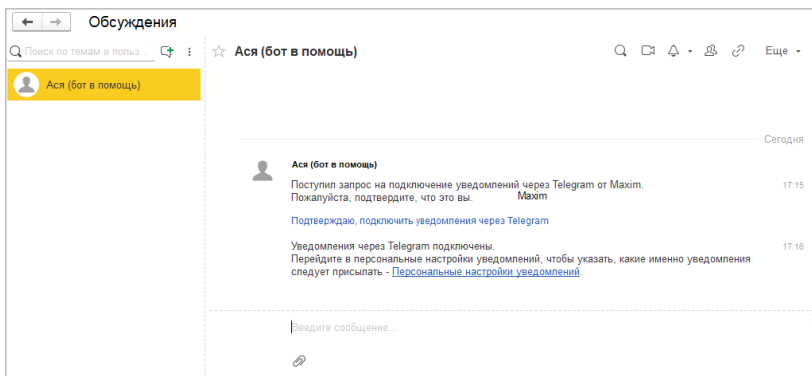 Обсуждения
Поиск по темам и польз...
Ася (бот в помощь)
Еще
Ася (бот в помощь)
Сегодня
Ася (бот в помощь)
Поступил запрос на подключение уведомлений через Telegram от Maxim.
17:15
Пожалуйста, подтвердите, что это вы.
Maxim
Подтверждаю, подключить уведомления через Telegram
Уведомления через Telegram подключены.
17:16
Перейдите в персональные настройки уведомлений, чтобы указать, какие именно уведомления
следует присылать - Персональные настройки уведомлений.
Введите сообщение...